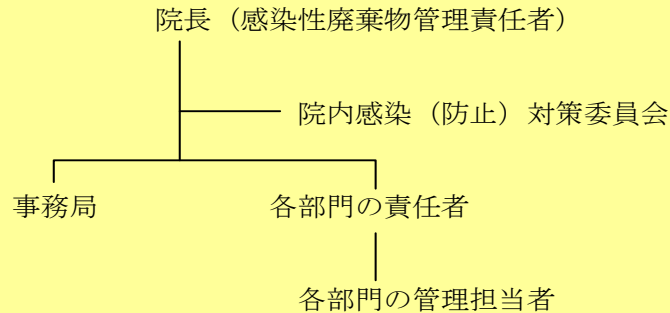 院長（感染性廃棄物管理責任者）
院内感染（防止）対策委員会
事務局
各部門の責任者
各部門の管理担当者